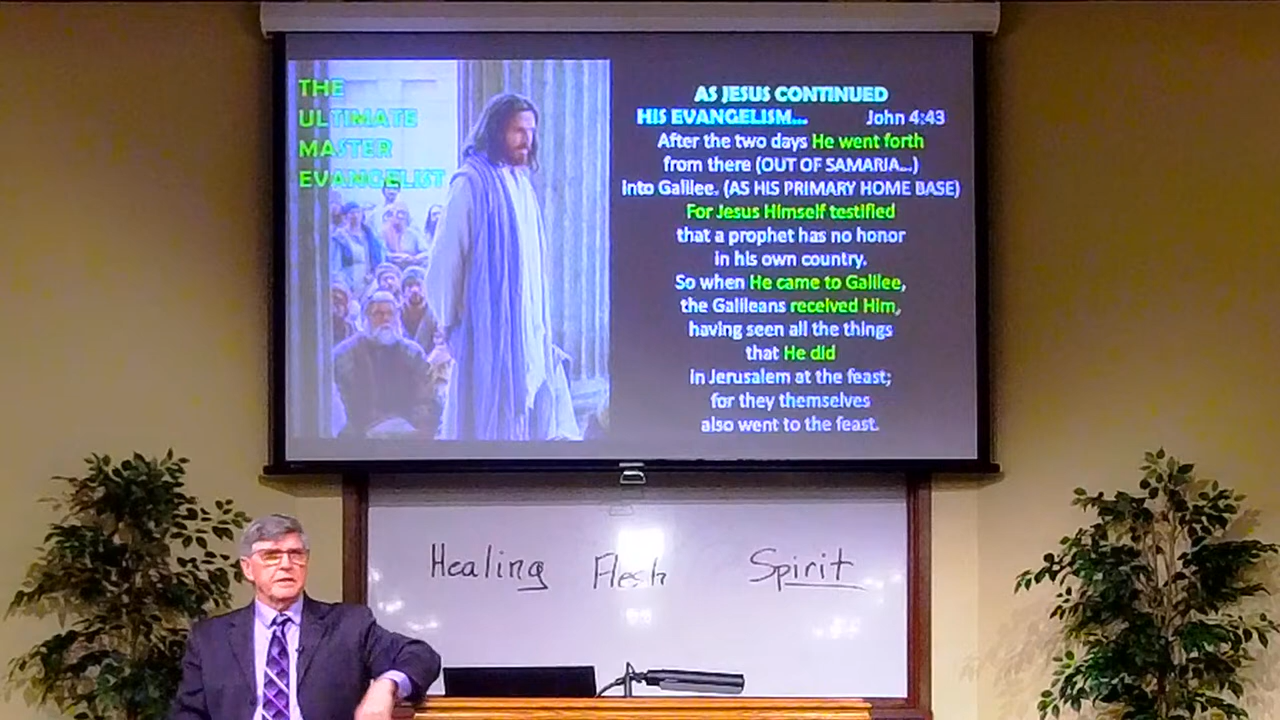 THE
ULTIMATE
MASTER
EVANGELIST
AS JESUS CONTINUED
HIS EVANGELISM... John 4:43
After the two days He went forth
from there (OUT OF SAMARIA...)
into Galilee. (AS HIS PRIMARY HOME BASE)
For Jesus Himself testified
that a prophet has no honor
in his own country.
So when He came to Galilee,
the Galileans received Him,
having seen all the things
that He did
in Jerusalem at the feast;
for they themselves
also went to the feast.
Healing Flesh Spirit